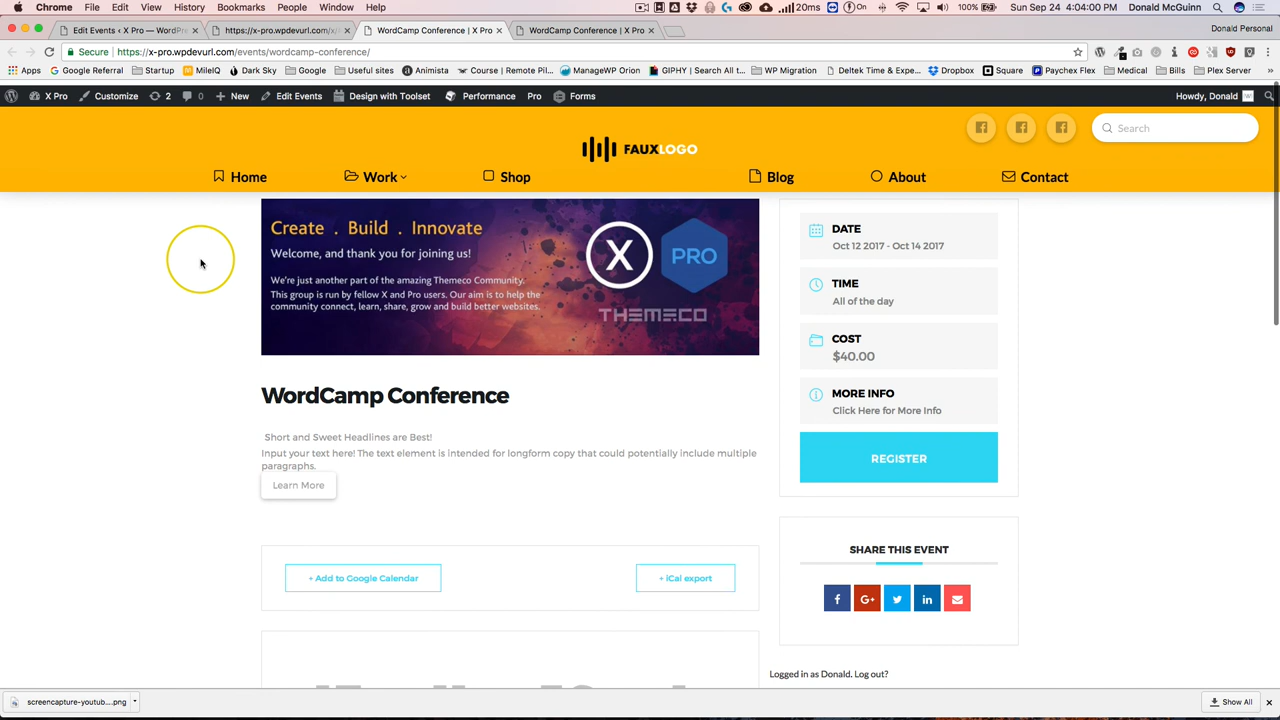 Chrome File Edit View History Bookmarks People Window Help 20ms On 100% Sun Sep 24 4:04:00 PM Donald McGuinn
Edit Events ‹ X Pro — WordPre × https://x-pro.wpdevurl.com/x/ × WordCamp Conference | X Pro × WordCamp Conference | X Pro × Donald Personal
Secure https://x-pro.wpdevurl.com/events/wordcamp-conference/
Apps Google Referral Startup MileIQ Dark Sky Google Useful sites Animista Course | Remote Pil... ManageWP Orion GIPHY | Search All t... WP Migration Deltek Time & Expe... Dropbox Square Paychex Flex Medical Bills Plex Server
X Pro Customize 2 0 + New Edit Events Design with Toolset Performance Pro Forms Howdy, Donald
FAUXLOGO Search
Home Work Shop Blog About Contact
Create . Build . Innovate
Welcome, and thank you for joining us!
We're just another part of the amazing Themeco Community.
This group is run by fellow X and Pro users. Our aim is to help the
community connect, learn, share, grow and build better websites.
X PRO
THEMECO
DATE
Oct 12 2017 - Oct 14 2017
TIME
All of the day
COST
$40.00
MORE INFO
Click Here for More Info
REGISTER
WordCamp Conference
Short and Sweet Headlines are Best!
Input your text here! The text element is intended for longform copy that could potentially include multiple
paragraphs.
Learn More
+ Add to Google Calendar + iCal export
SHARE THIS EVENT
f G+ in
Logged in as Donald. Log out?
screencapture-youtub....png Show All